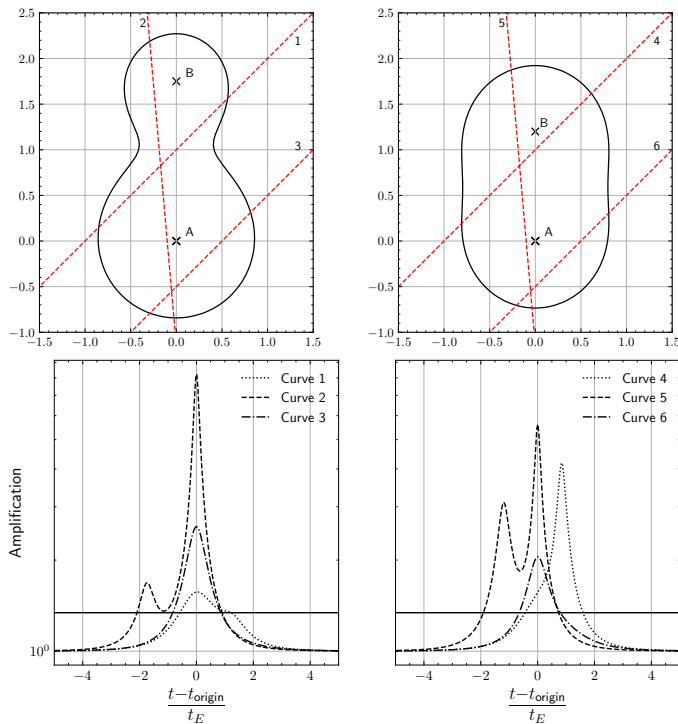 2 1 5 4
2.5 2.5
B
2.0 2.0
3 6
1.5 1.5
B
1.0 1.0
0.5 0.5
A A
0.0 0.0
−0.5 −0.5
−1.0 −1.0
−1.5 −1.0 −0.5 0.0 0.5 1.0 1.5 −1.5 −1.0 −0.5 0.0 0.5 1.0 1.5
Curve 1 Curve 4
Curve 2 Curve 5
Curve 3 Curve 6
Amplification
10⁰
−4 −2 0 2 4 −4 −2 0 2 4
t−t_origin t−t_origin
t_E t_E